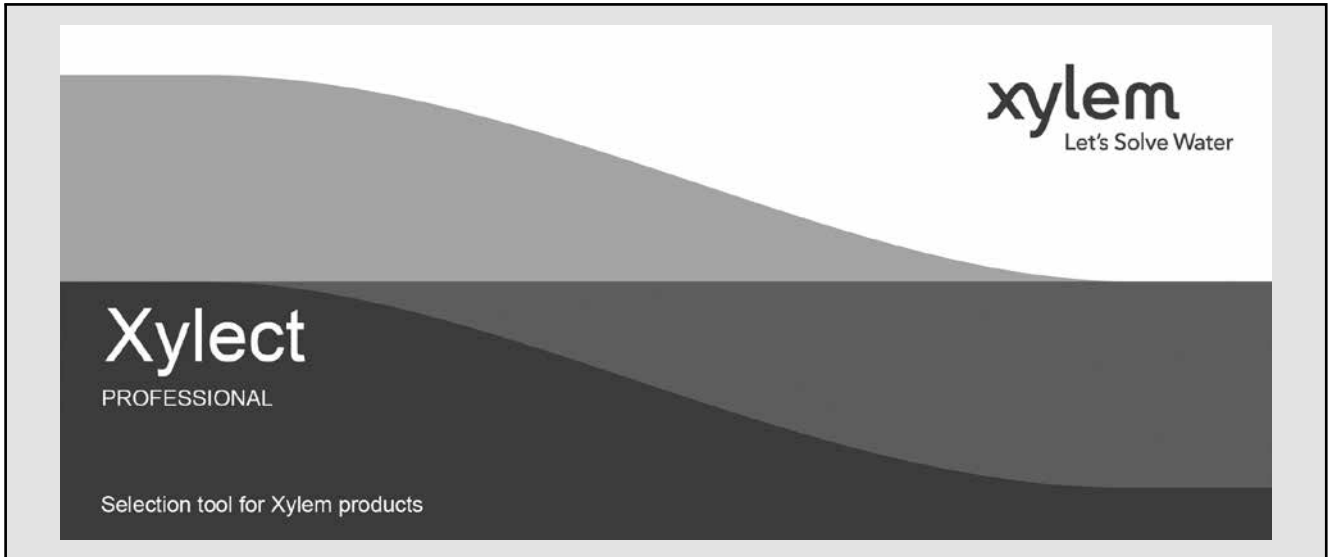 xylem
Let's Solve Water
Xylect
PROFESSIONAL
Selection tool for Xylem products